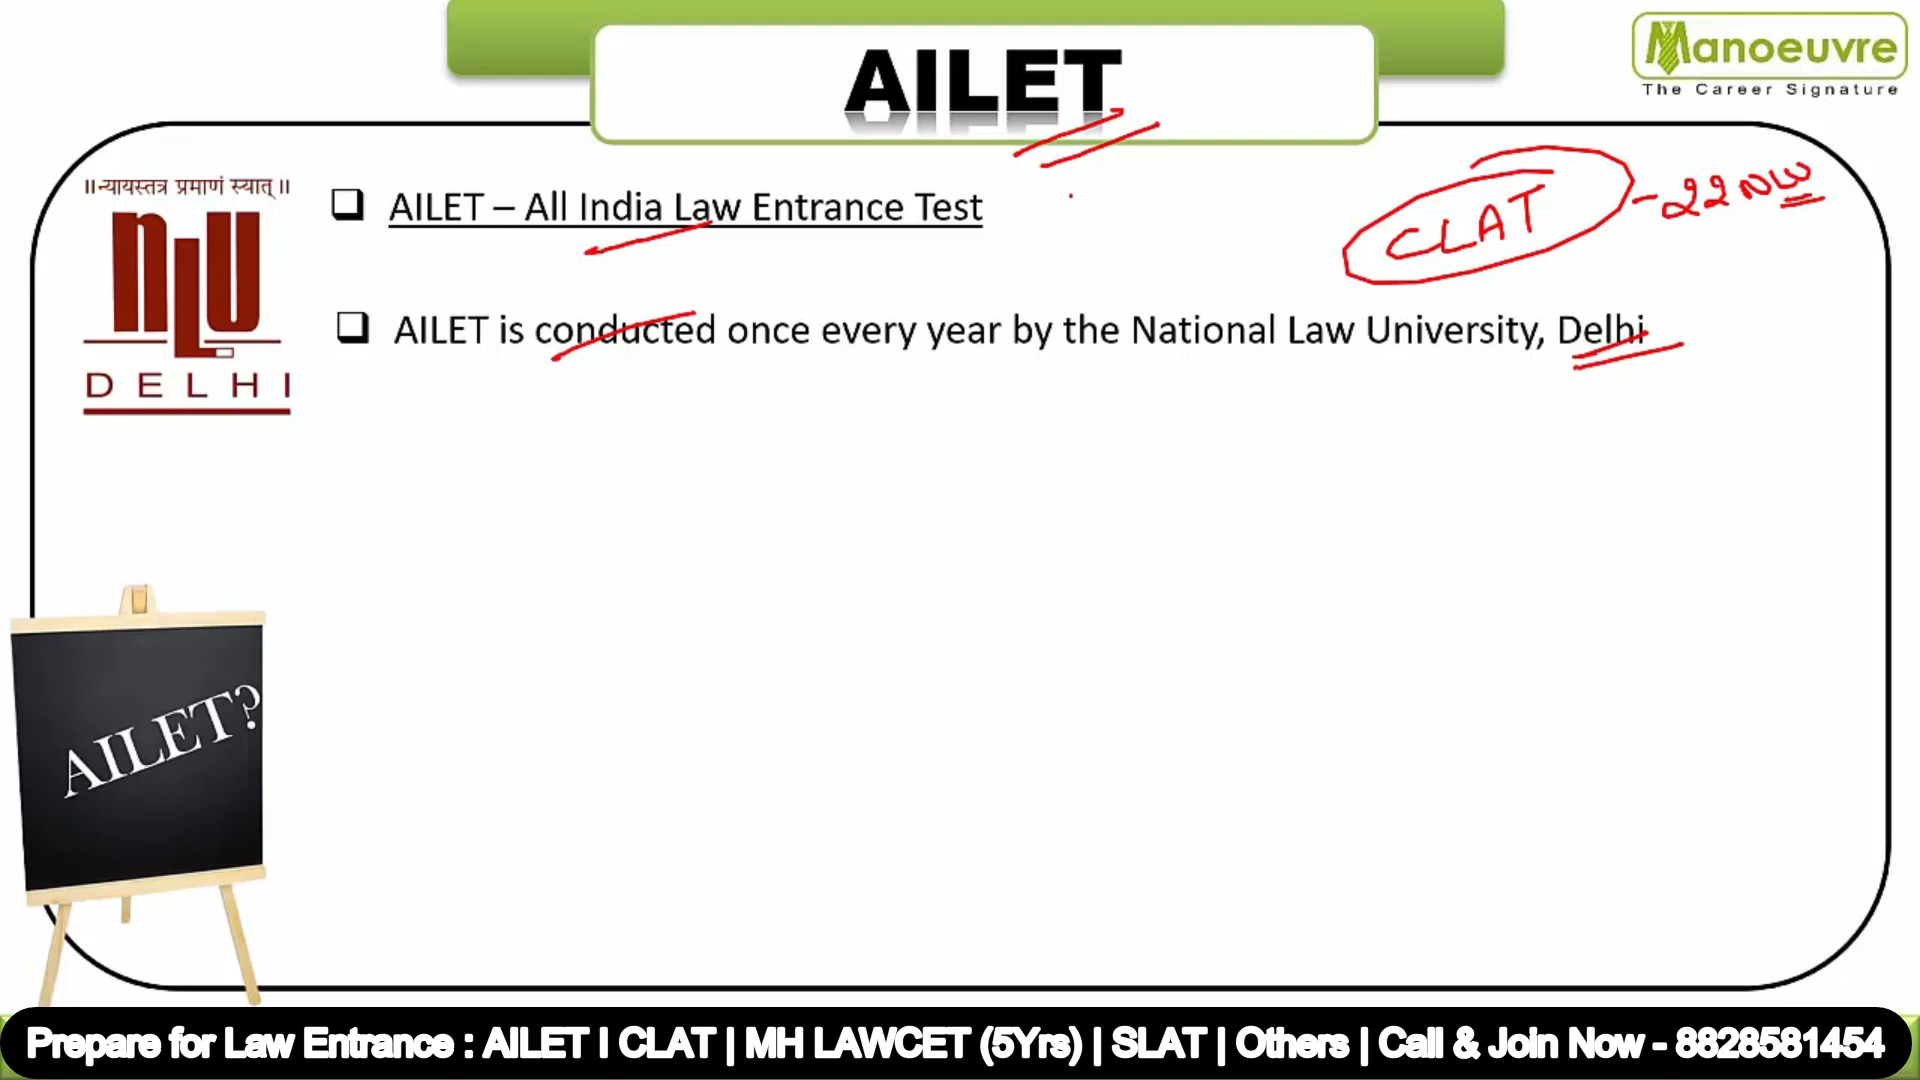 AILET
Manoeuvre
The Career Signature
॥न्यायस्तत्र प्रमाणं स्यात्॥
nLU
DELHI
AILET – All India Law Entrance Test
CLAT - 22 NLU
AILET is conducted once every year by the National Law University, Delhi
AILET?
Prepare for Law Entrance : AILET I CLAT | MH LAWCET (5Yrs) | SLAT | Others | Call & Join Now - 8828581454